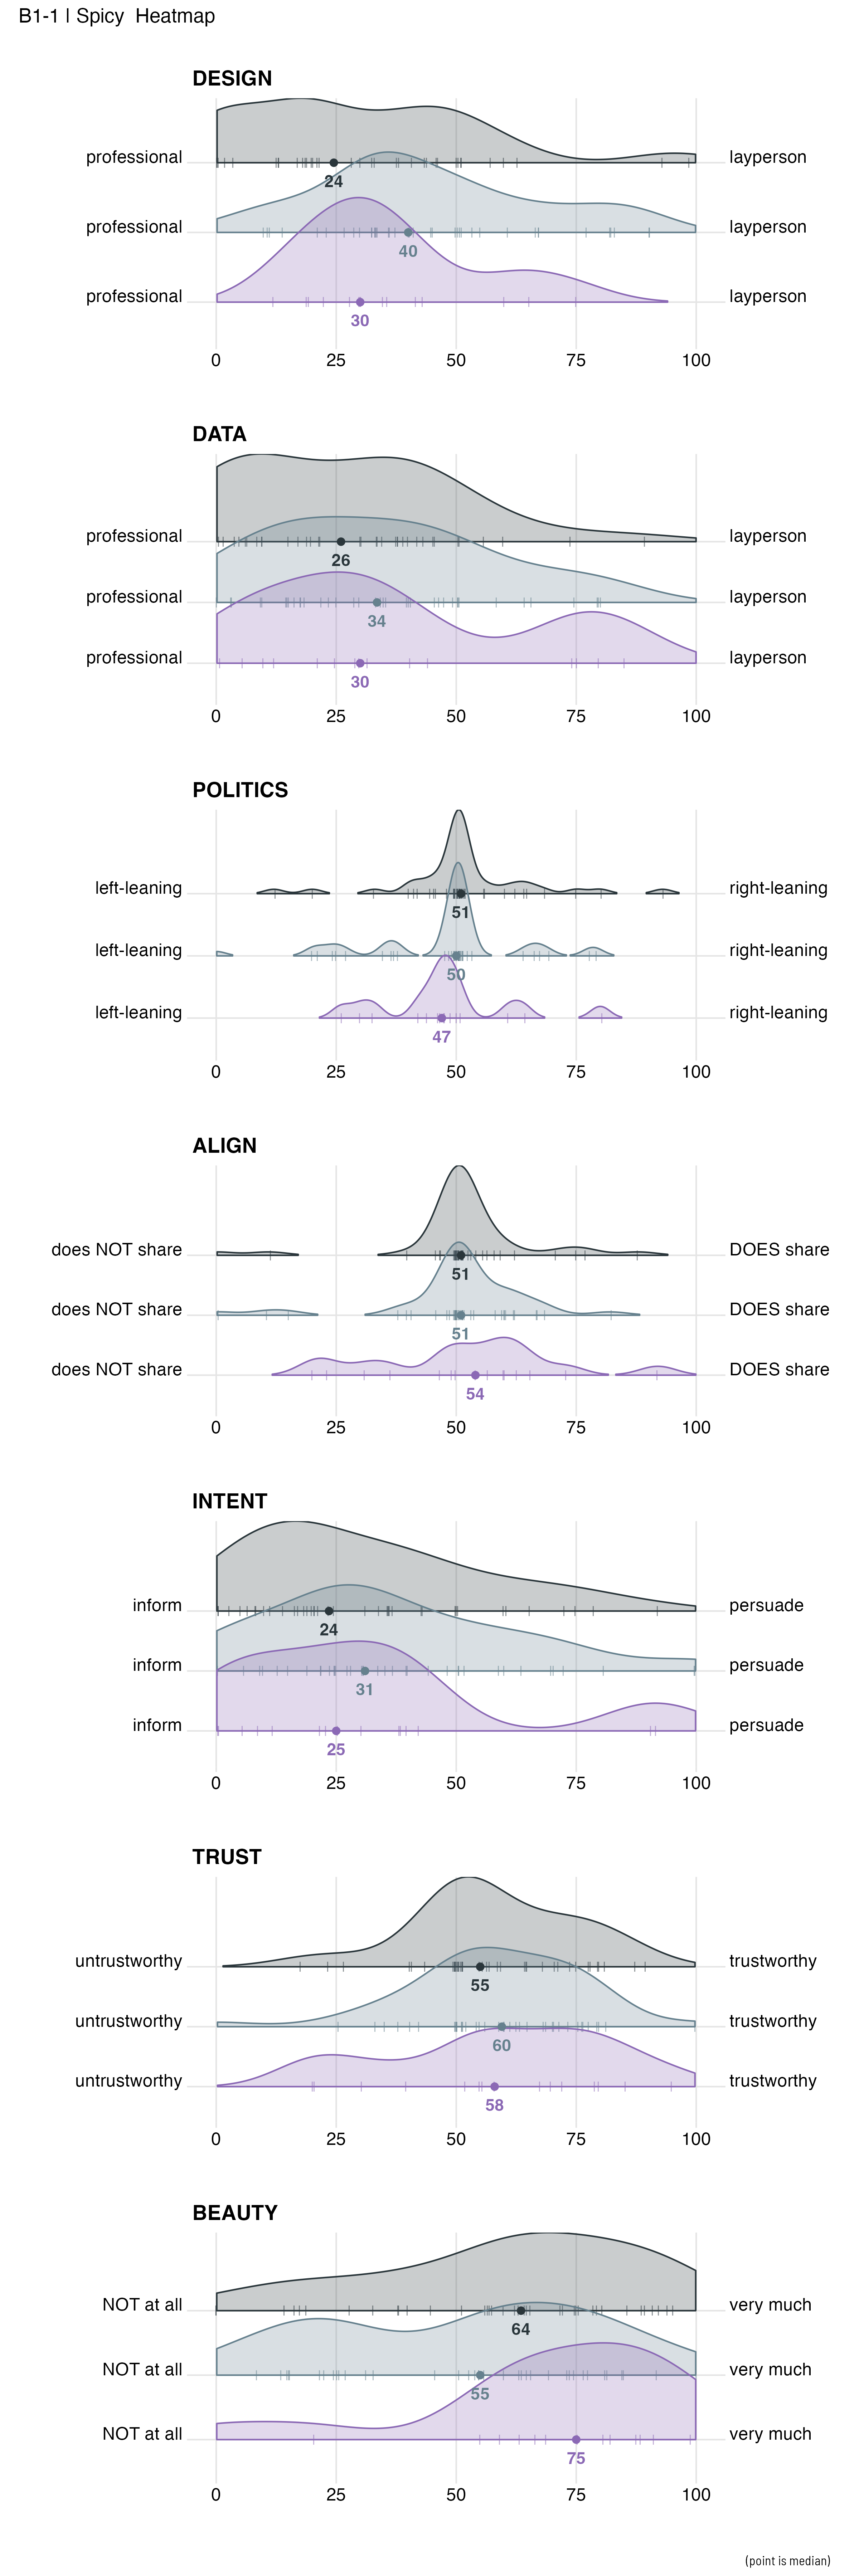 B1-1 | Spicy Heatmap
DESIGN
professional layperson
24
professional layperson
40
professional layperson
30
0 25 50 75 100
DATA
professional layperson
26
professional layperson
34
professional layperson
30
0 25 50 75 100
POLITICS
left-leaning right-leaning
51
left-leaning right-leaning
50
left-leaning right-leaning
47
0 25 50 75 100
ALIGN
does NOT share DOES share
51
does NOT share DOES share
51
does NOT share DOES share
54
0 25 50 75 100
INTENT
inform persuade
24
inform persuade
31
inform persuade
25
0 25 50 75 100
TRUST
untrustworthy trustworthy
55
untrustworthy trustworthy
60
untrustworthy trustworthy
58
0 25 50 75 100
BEAUTY
NOT at all very much
64
NOT at all very much
55
NOT at all very much
75
0 25 50 75 100
(point is median)